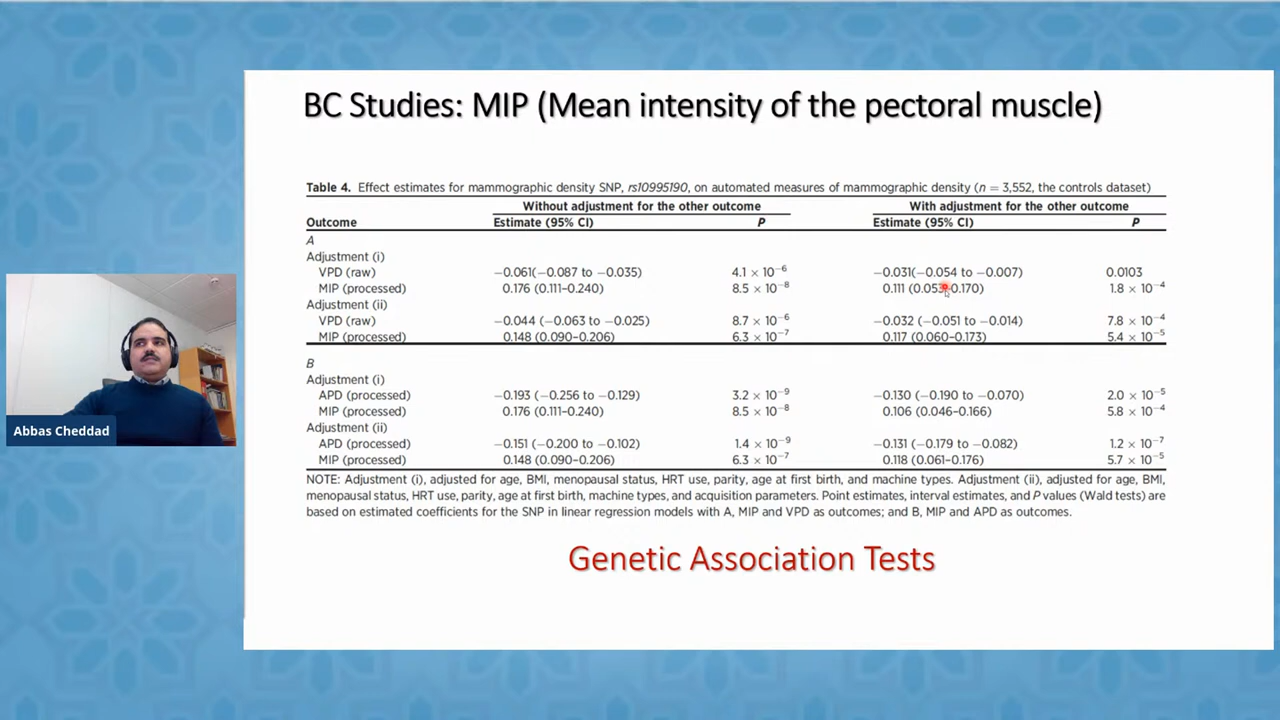 BC Studies: MIP (Mean intensity of the pectoral muscle)
Table 4. Effect estimates for mammographic density SNP, rs10995190, on automated measures of mammographic density (n = 3,552, the controls dataset)
Without adjustment for the other outcome With adjustment for the other outcome
Outcome Estimate (95% CI) P Estimate (95% CI) P
A
Adjustment (i)
VPD (raw) −0.061(−0.087 to −0.035) 4.1 × 10⁻⁶ −0.031(−0.054 to −0.007) 0.0103
MIP (processed) 0.176 (0.111–0.240) 8.5 × 10⁻⁸ 0.111 (0.053–0.170) 1.8 × 10⁻⁴
Adjustment (ii)
VPD (raw) −0.044 (−0.063 to −0.025) 8.7 × 10⁻⁶ −0.032 (−0.051 to −0.014) 7.8 × 10⁻⁴
MIP (processed) 0.148 (0.090–0.206) 6.3 × 10⁻⁷ 0.117 (0.060–0.173) 5.4 × 10⁻⁵
B
Adjustment (i)
APD (processed) −0.193 (−0.256 to −0.129) 3.2 × 10⁻⁹ −0.130 (−0.190 to −0.070) 2.0 × 10⁻⁵
MIP (processed) 0.176 (0.111–0.240) 8.5 × 10⁻⁸ 0.106 (0.046–0.166) 5.8 × 10⁻⁴
Adjustment (ii)
APD (processed) −0.151 (−0.200 to −0.102) 1.4 × 10⁻⁹ −0.131 (−0.179 to −0.082) 1.2 × 10⁻⁷
MIP (processed) 0.148 (0.090–0.206) 6.3 × 10⁻⁷ 0.118 (0.061–0.176) 5.7 × 10⁻⁵
NOTE: Adjustment (i), adjusted for age, BMI, menopausal status, HRT use, parity, age at first birth, and machine types. Adjustment (ii), adjusted for age, BMI,
menopausal status, HRT use, parity, age at first birth, machine types, and acquisition parameters. Point estimates, interval estimates, and P values (Wald tests) are
based on estimated coefficients for the SNP in linear regression models with A, MIP and VPD as outcomes; and B, MIP and APD as outcomes.
Genetic Association Tests
Abbas Cheddad